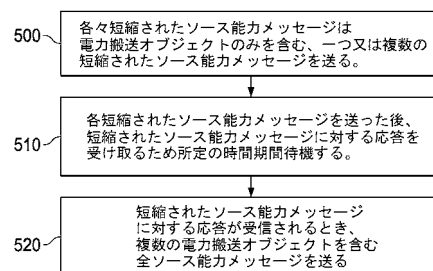 500
各々短縮されたソース能力メッセージは
電力搬送オブジェクトのみを含む、一つ又は複数の
短縮されたソース能力メッセージを送る。
510
各短縮されたソース能力メッセージを送った後、
短縮されたソース能力メッセージに対する応答を
受け取るため所定の時間期間待機する。
520
短縮されたソース能力メッセージ
に対する応答が受信されるとき、
複数の電力搬送オブジェクトを含む
全ソース能力メッセージを送る